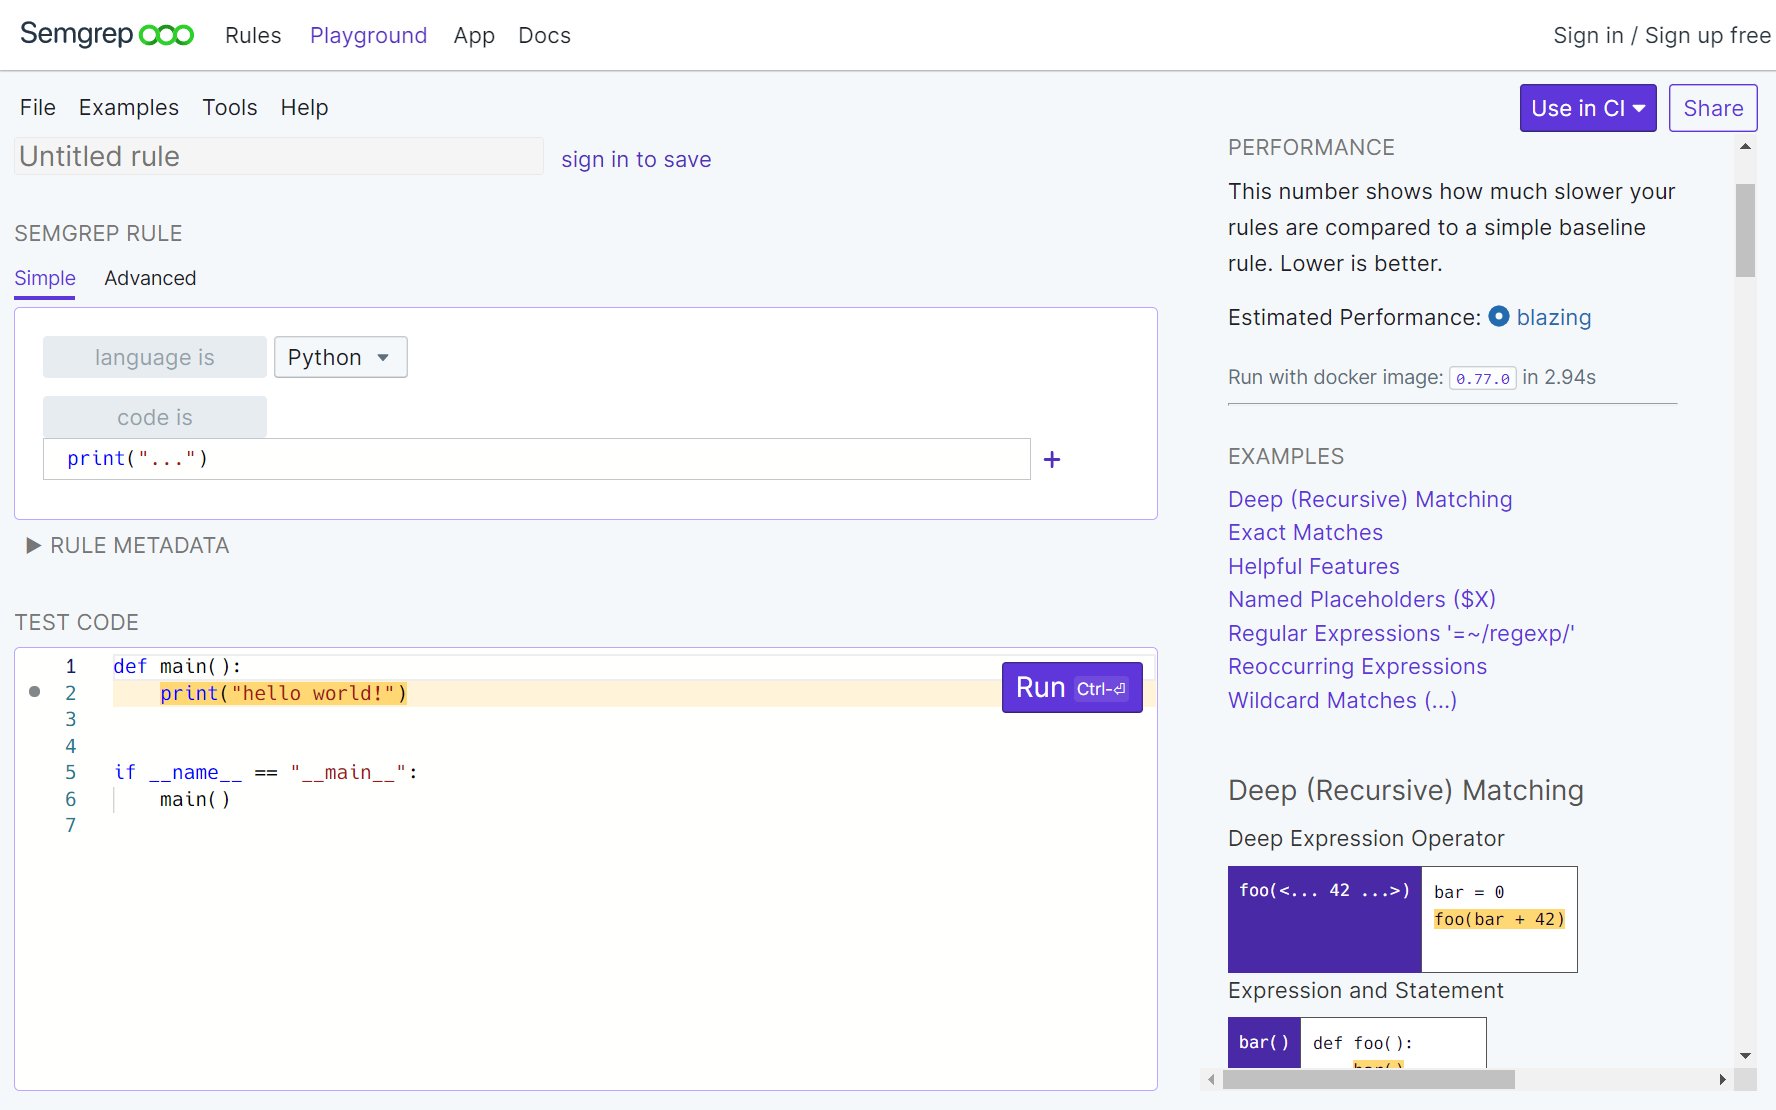 Semgrep Rules Playground App Docs Sign in / Sign up free
File Examples Tools Help Use in CI Share
Untitled rule sign in to save
SEMGREP RULE
Simple Advanced
language is Python
code is
print("...") +
RULE METADATA
TEST CODE
1 def main():
2 print("hello world!")
3
4
5 if __name__ == "__main__":
6 main()
7
Run Ctrl-⏎
PERFORMANCE
This number shows how much slower your
rules are compared to a simple baseline
rule. Lower is better.
Estimated Performance: blazing
Run with docker image: 0.77.0 in 2.94s
EXAMPLES
Deep (Recursive) Matching
Exact Matches
Helpful Features
Named Placeholders ($X)
Regular Expressions '=~/regexp/'
Reoccurring Expressions
Wildcard Matches (...)
Deep (Recursive) Matching
Deep Expression Operator
foo(<... 42 ...>) bar = 0
foo(bar + 42)
Expression and Statement
bar() def foo():
bar()